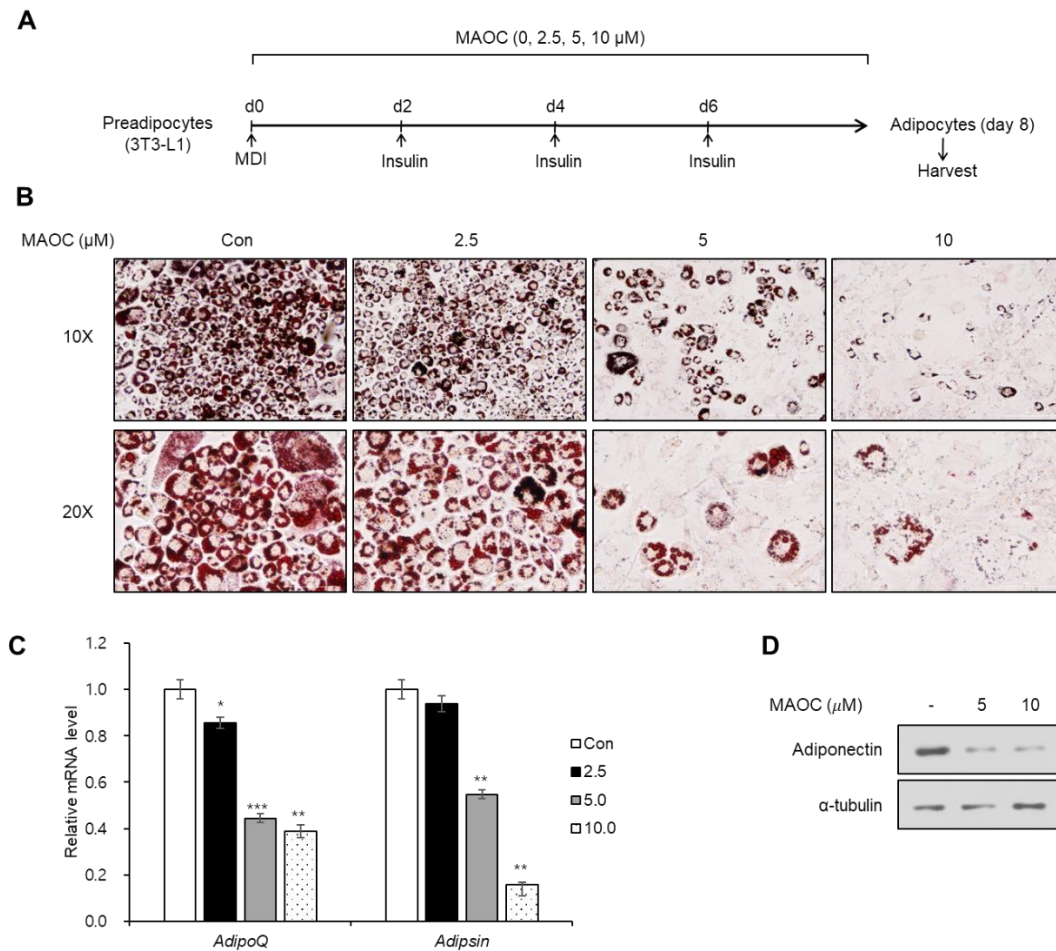 A
MAOC (0, 2.5, 5, 10 µM)
d0 d2 d4 d6
Preadipocytes
(3T3-L1)
Adipocytes (day 8)
MDI Insulin Insulin Insulin
Harvest
B
MAOC (µM) Con 2.5 5 10
10X
20X
C
Relative mRNA level
1.2
1.0
0.8
0.6
0.4
0.2
0.0
*
***
**
**
**
AdipoQ Adipsin
Con
2.5
5.0
10.0
D
MAOC (µM) - 5 10
Adiponectin
α-tubulin